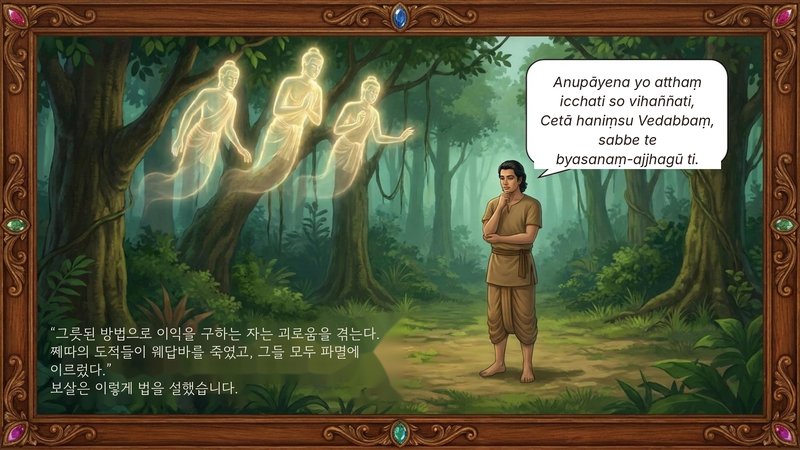 Anupāyena yo atthaṃ
icchati so vihaññati,
Cetā haniṃsu Vedabbaṃ,
sabbe te
byasanaṃ-ajjhagū ti.
“그릇된 방법으로 이익을 구하는 자는 괴로움을 겪는다.
쩨따의 도적들이 웨답바를 죽였고, 그들 모두 파멸에
이르렀다.”
보살은 이렇게 법을 설했습니다.